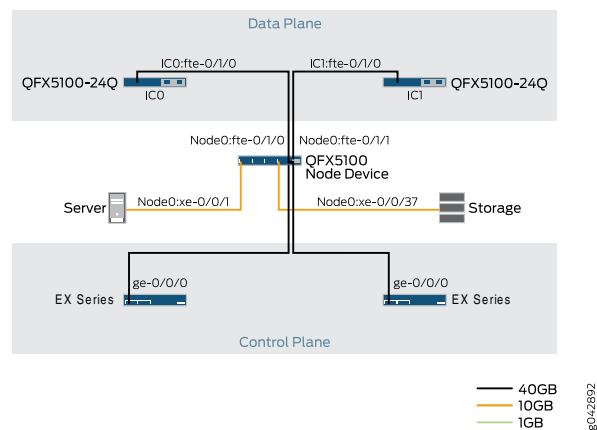 Data Plane
IC0:fte-0/1/0
IC1:fte-0/1/0
QFX5100-24Q
IC0
IC1
QFX5100-24Q
Node0:fte-0/1/0
Node0:fte-0/1/1
QFX5100
Node Device
Server
Node0:xe-0/0/1
Node0:xe-0/0/37
Storage
ge-0/0/0
ge-0/0/0
EX Series
EX Series
Control Plane
40GB
10GB
1GB
g042892